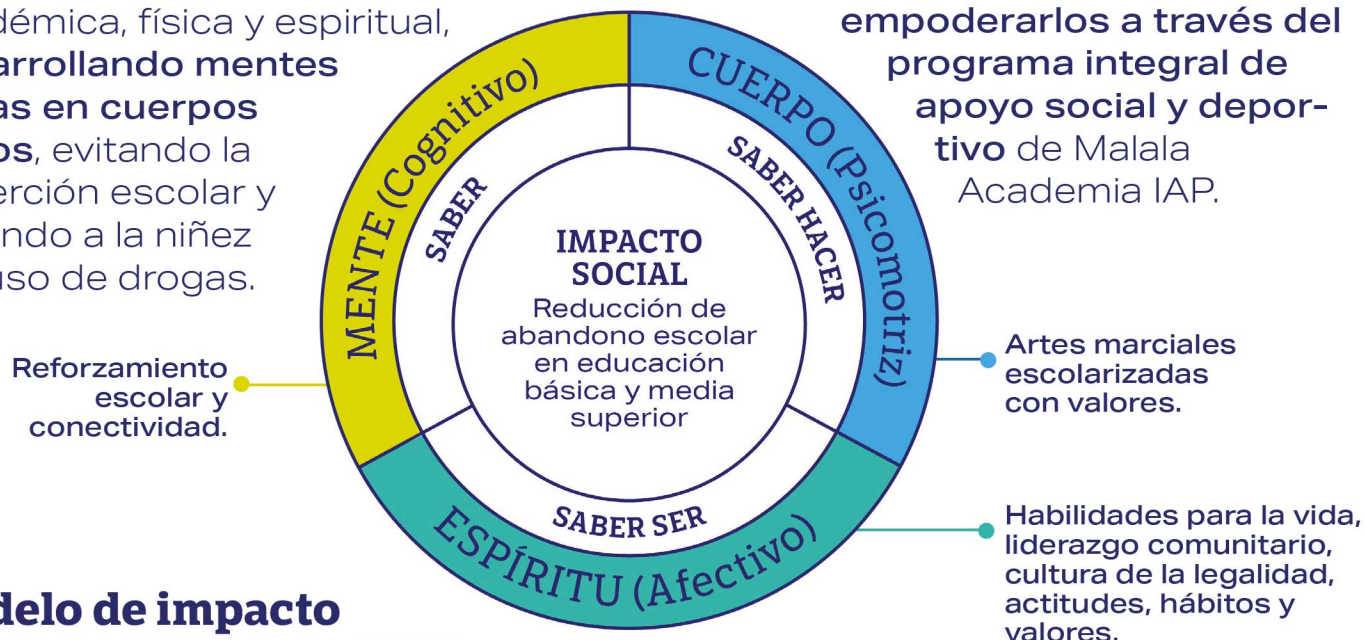 démica, física y espiritual,
arrollando mentes
as en cuerpos
os, evitando la
erción escolar y
ndo a la niñez
uso de drogas.
empoderarlos a través del
programa integral de
apoyo social y depor-
tivo de Malala
Academia IAP.
MENTE (Cognitivo)
SABER
CUERPO (Psicomotriz)
SABER HACER
IMPACTO
SOCIAL
Reducción de
abandono escolar
en educación
básica y media
superior
SABER SER
ESPÍRITU (Afectivo)
Reforzamiento
escolar y
conectividad.
Artes marciales
escolarizadas
con valores.
Habilidades para la vida,
liderazgo comunitario,
cultura de la legalidad,
actitudes, hábitos y
valores.
delo de impacto